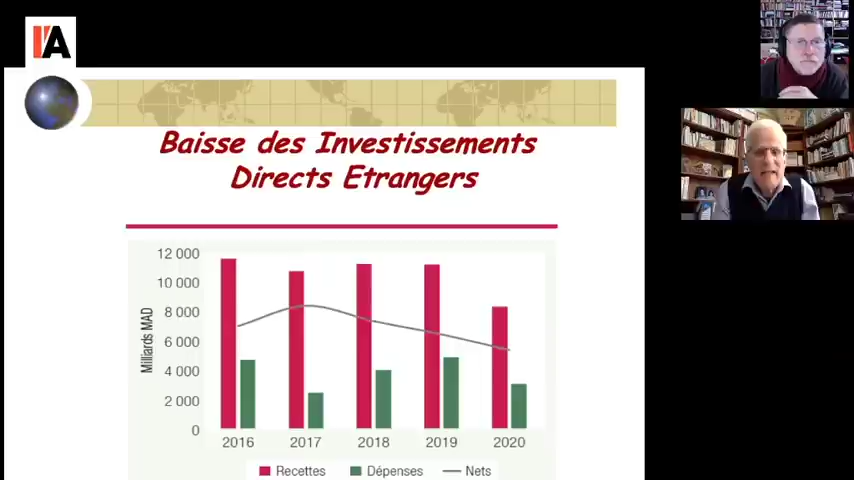 I'A
Baisse des Investissements
Directs Etrangers
Milliards MAD
12 000
10 000
8 000
6 000
4 000
2 000
0
2016 2017 2018 2019 2020
Recettes Dépenses Nets